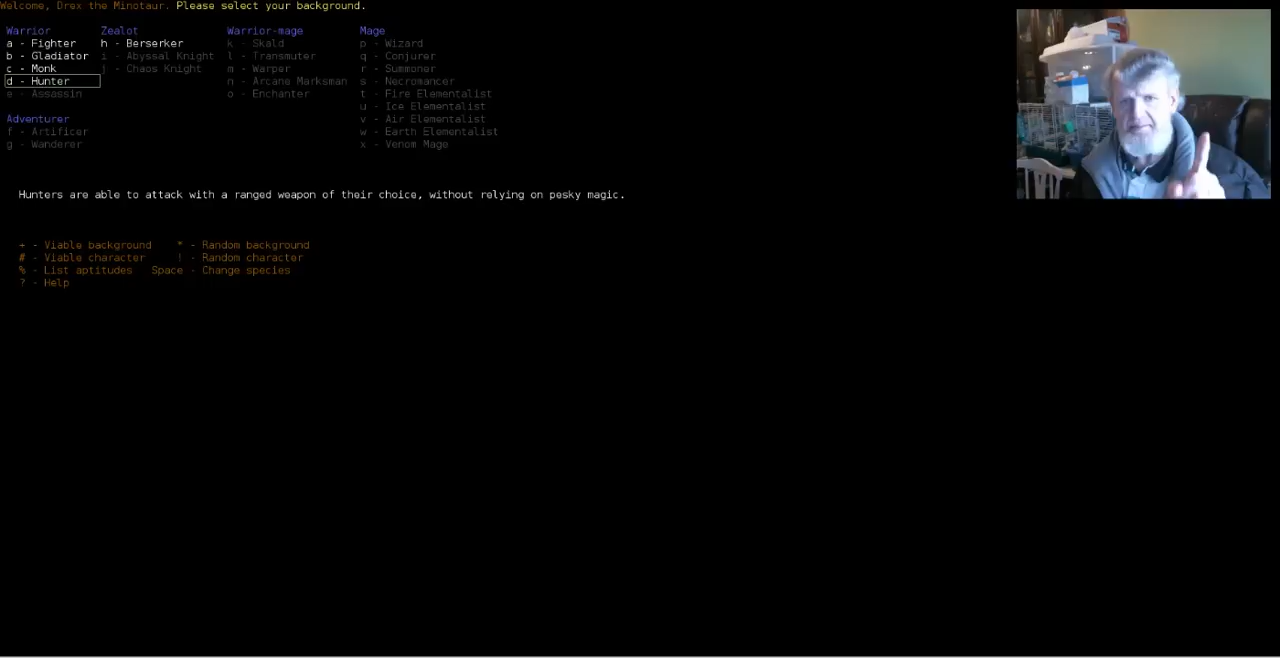 Welcome, Drex the Minotaur. Please select your background.
Warrior Zealot Warrior-mage Mage
a - Fighter h - Berserker k - Skald p - Wizard
b - Gladiator i - Abyssal Knight l - Transmuter q - Conjurer
c - Monk j - Chaos Knight m - Warper r - Summoner
d - Hunter n - Arcane Marksman s - Necromancer
e - Assassin o - Enchanter t - Fire Elementalist
u - Ice Elementalist
Adventurer v - Air Elementalist
f - Artificer w - Earth Elementalist
g - Wanderer x - Venom Mage
Hunters are able to attack with a ranged weapon of their choice, without relying on pesky magic.
+ - Viable background * - Random background
# - Viable character ! - Random character
% - List aptitudes Space - Change species
? - Help